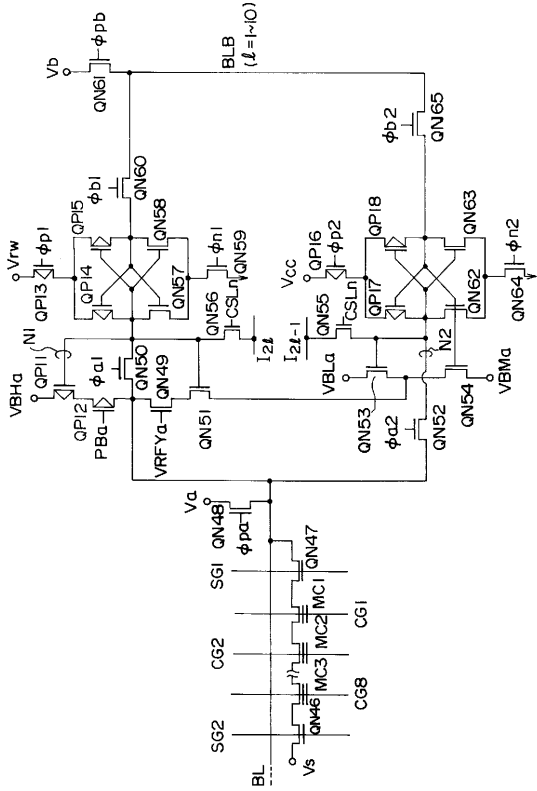 Vb
φpb
QN61
BLB
(ℓ=1~i0)
φb1
QN60
φb2
QN65
Vrw
φp1
QP13
QP14
QP15
QN57
QN58
φn1
QN59
Vcc
QP16
φp2
QP17
QP18
QN62
QN63
φn2
QN64
N1
VBHa
QP11
QP12
PBa
φa1
QN50
QN49
VRFYa
QN51
QN56
CSLn
I2ℓ
I2ℓ-1
QN55
CSLn
VBLa
N2
QN53
QN54
VBMa
φa2
QN52
Va
QN48
φpa
SG1
QN47
MC1
CG1
CG2
MC2
MC3
CG8
SG2
QN46
Vs
BL